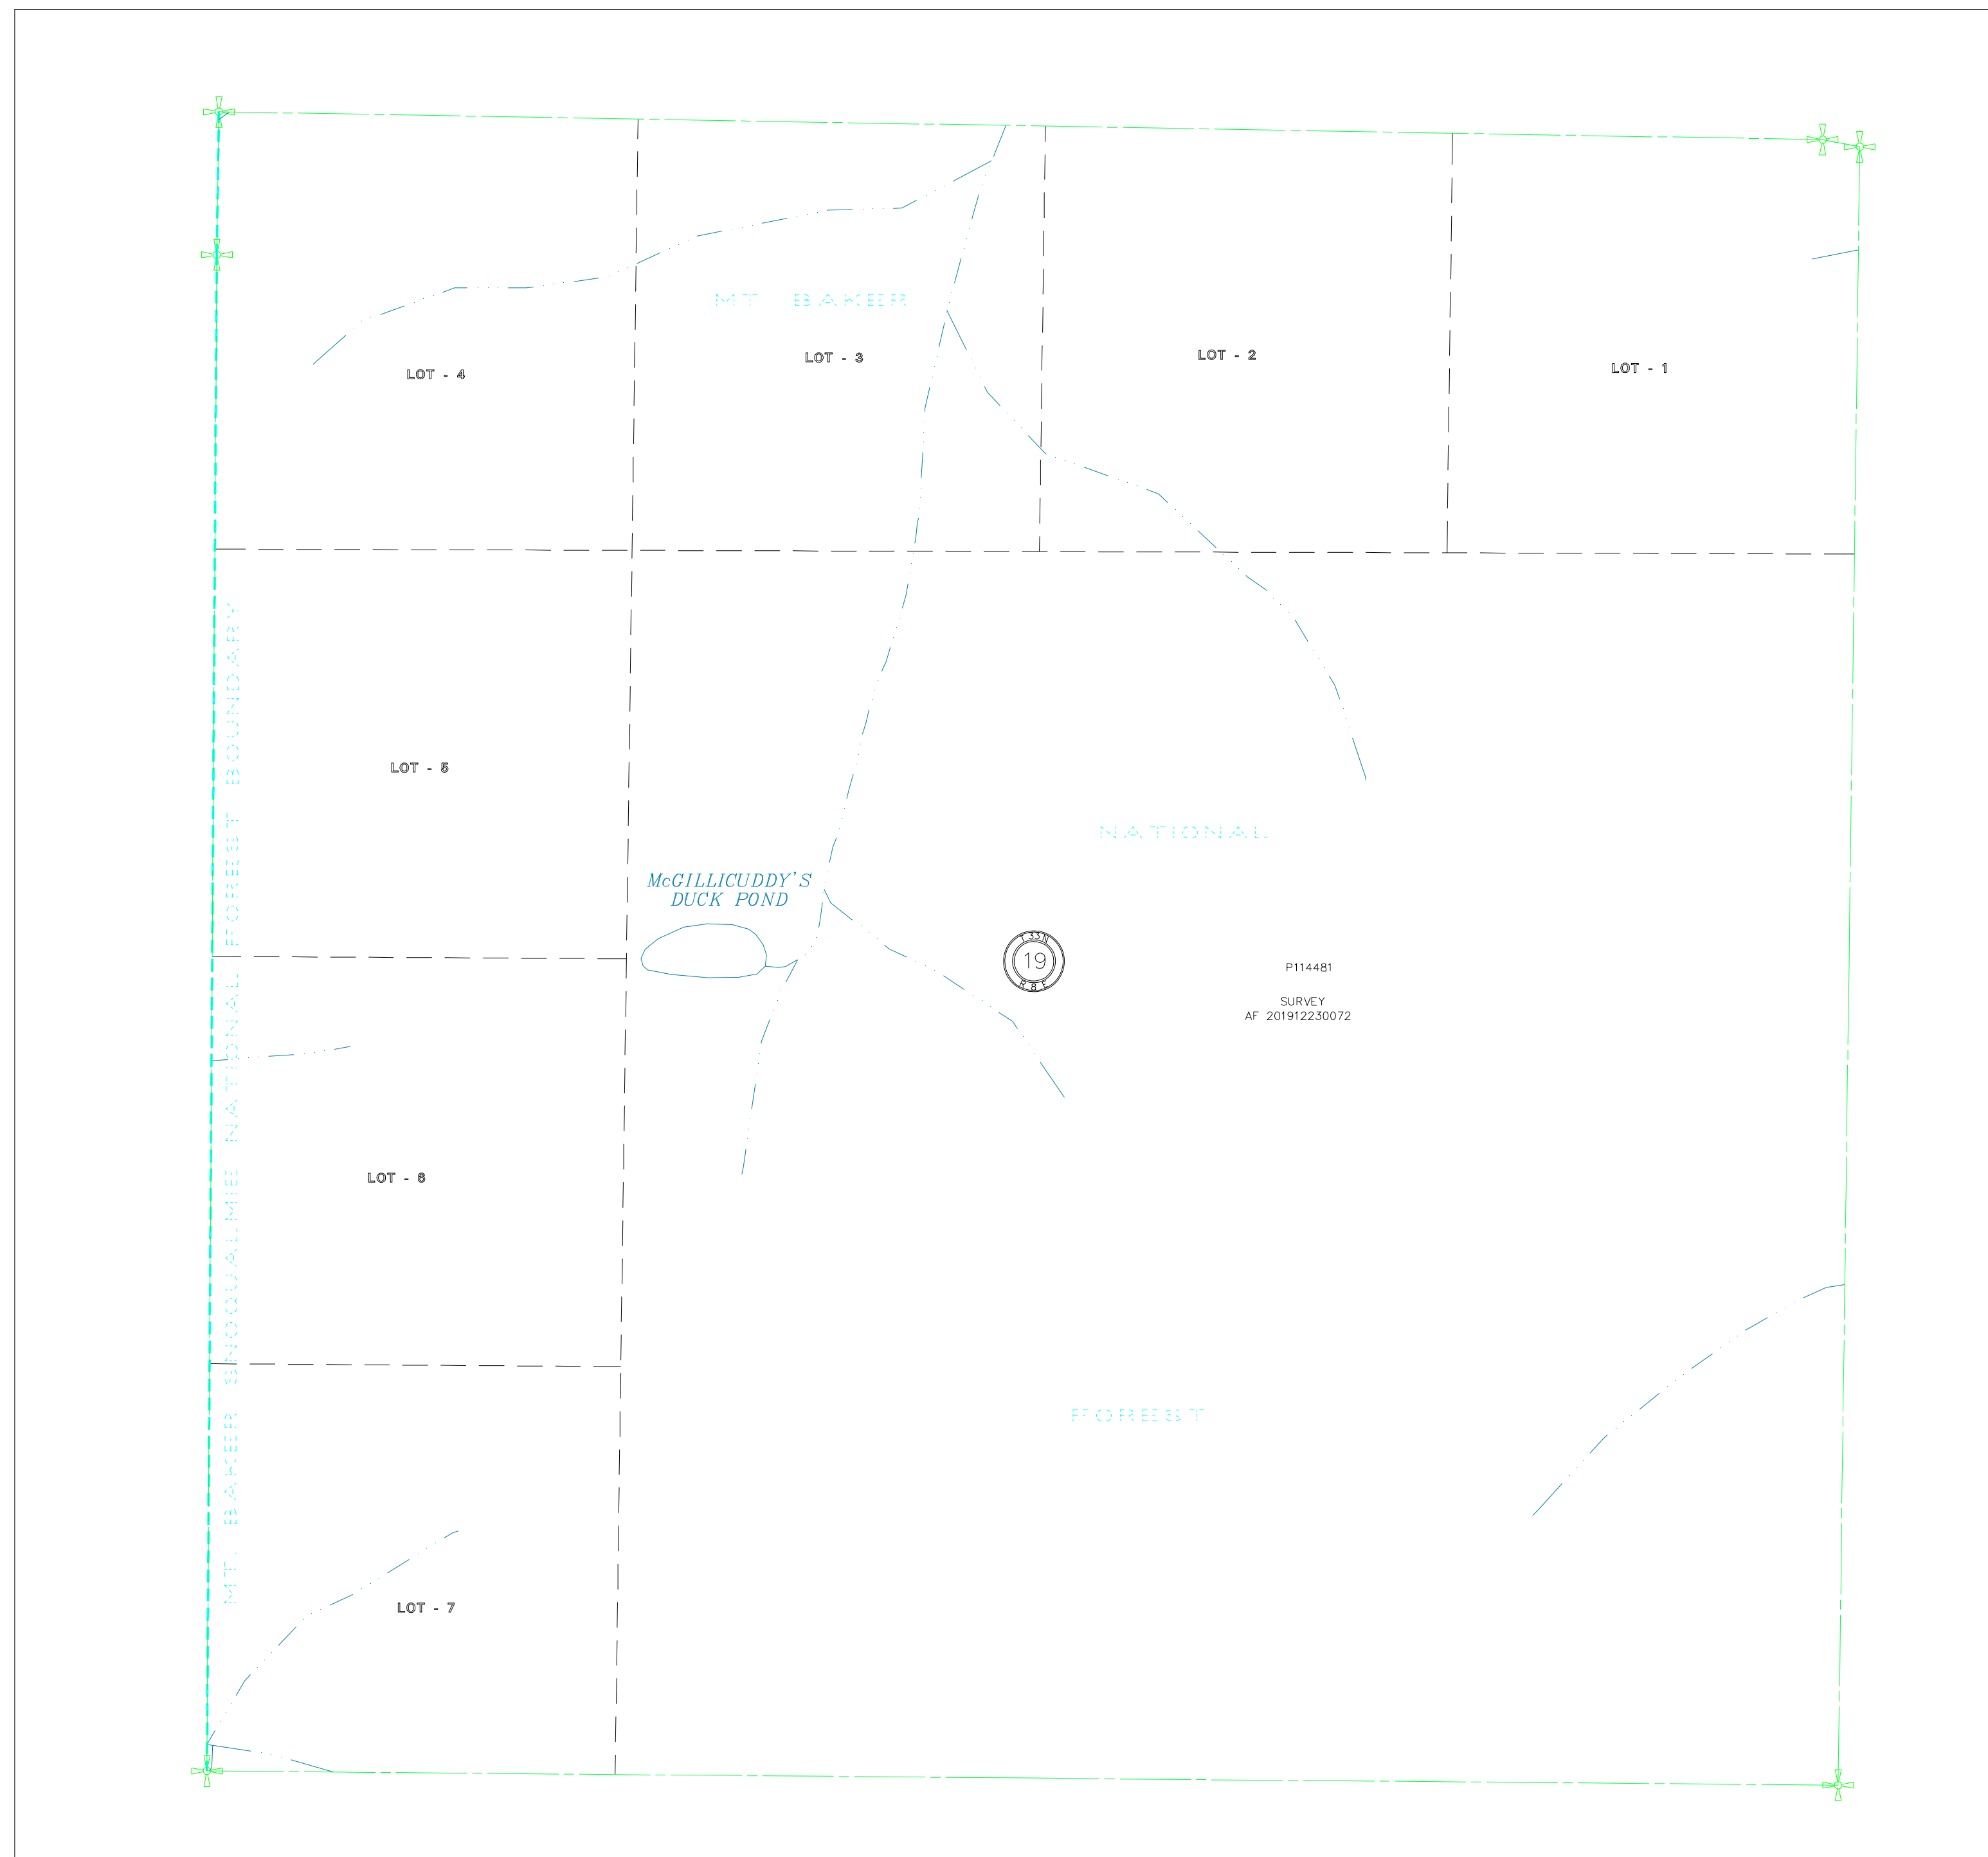 MT BAKER
LOT - 4
LOT - 3
LOT - 2
LOT - 1
MT BAKER SNOQUALMIE NATIONAL FOREST BOUNDARY
LOT - 5
NATIONAL
McGILLICUDDY'S
DUCK POND
T33N
19
R 8 E
P114481
SURVEY
AF 201912230072
LOT - 6
FOREST
LOT - 7